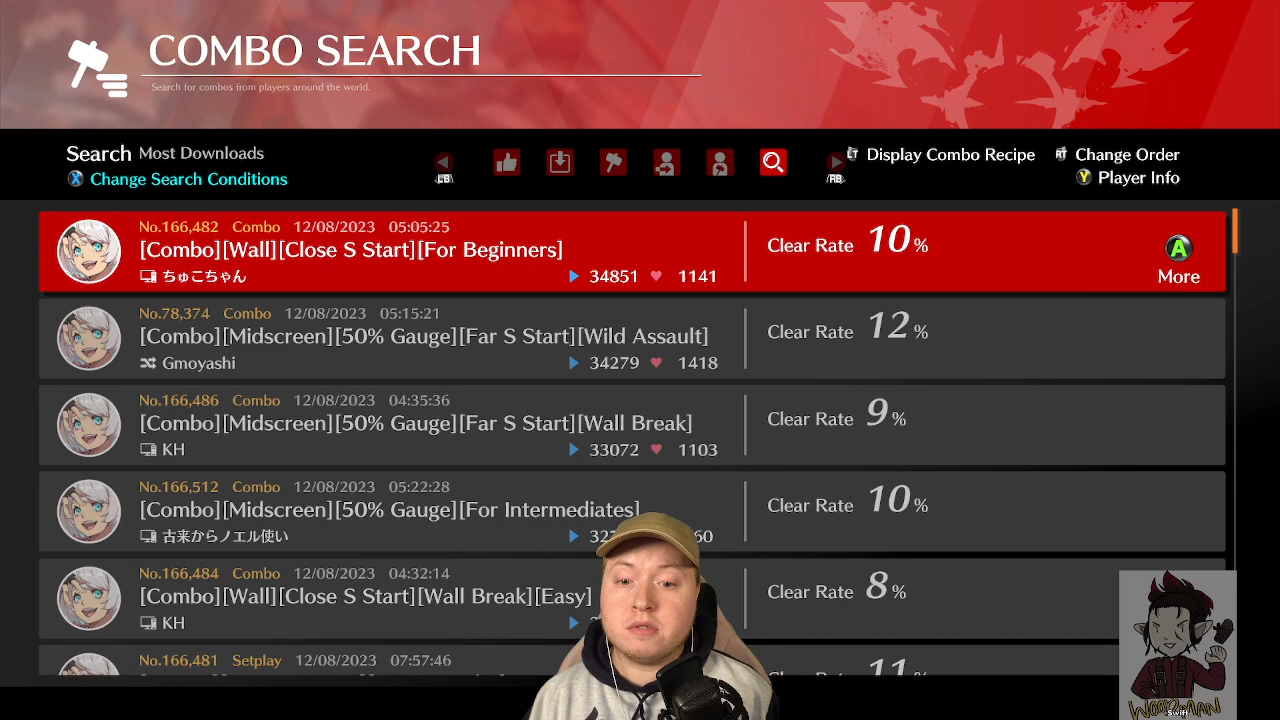 COMBO SEARCH
Search for combos from players around the world.
Search Most Downloads
X Change Search Conditions
LB
RB
LT Display Combo Recipe RT Change Order
Y Player Info
No.166,482 Combo 12/08/2023 05:05:25
[Combo][Wall][Close S Start][For Beginners]
ちゅこちゃん 34851 1141
Clear Rate 10%
A
More
No.78,374 Combo 12/08/2023 05:15:21
[Combo][Midscreen][50% Gauge][Far S Start][Wild Assault]
Gmoyashi 34279 1418
Clear Rate 12%
No.166,486 Combo 12/08/2023 04:35:36
[Combo][Midscreen][50% Gauge][Far S Start][Wall Break]
KH 33072 1103
Clear Rate 9%
No.166,512 Combo 12/08/2023 05:22:28
[Combo][Midscreen][50% Gauge][For Intermediates]
古来からノエル使い
Clear Rate 10%
No.166,484 Combo 12/08/2023 04:32:14
[Combo][Wall][Close S Start][Wall Break][Easy]
KH
Clear Rate 8%
No.166,481 Setplay 12/08/2023 07:57:46
11%
Swift